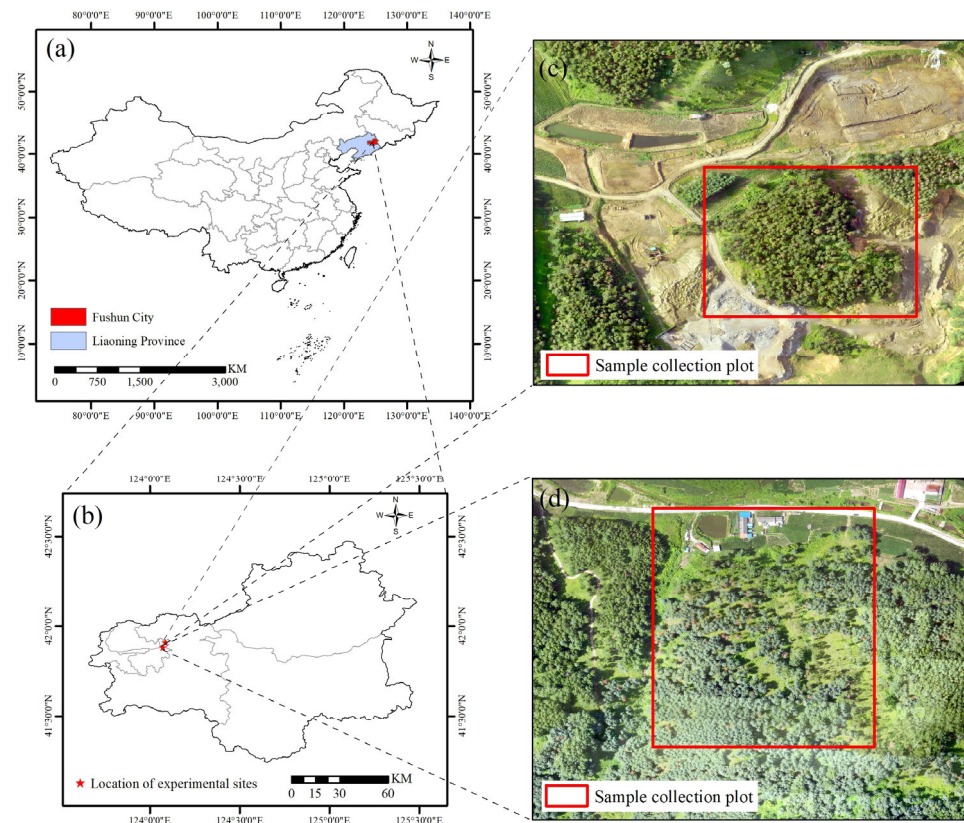 80°0'0"E 90°0'0"E 100°0'0"E 110°0'0"E 120°0'0"E 130°0'0"E 140°0'0"E
(a)
N
W E
S
50°0'0"N
40°0'0"N
30°0'0"N
20°0'0"N
10°0'0"N
50°0'0"N
40°0'0"N
30°0'0"N
20°0'0"N
10°0'0"N
Fushun City
Liaoning Province
KM
0 750 1,500 3,000
80°0'0"E 90°0'0"E 100°0'0"E 110°0'0"E 120°0'0"E 130°0'0"E 140°0'0"E
(c)
Sample collection plot
124°0'0"E 124°30'0"E 125°0'0"E 125°30'0"E
(b)
N
W E
S
42°30'0"N
42°0'0"N
41°30'0"N
42°30'0"N
42°0'0"N
41°30'0"N
Location of experimental sites
KM
0 15 30 60
124°0'0"E 124°30'0"E 125°0'0"E 125°30'0"E
(d)
Sample collection plot